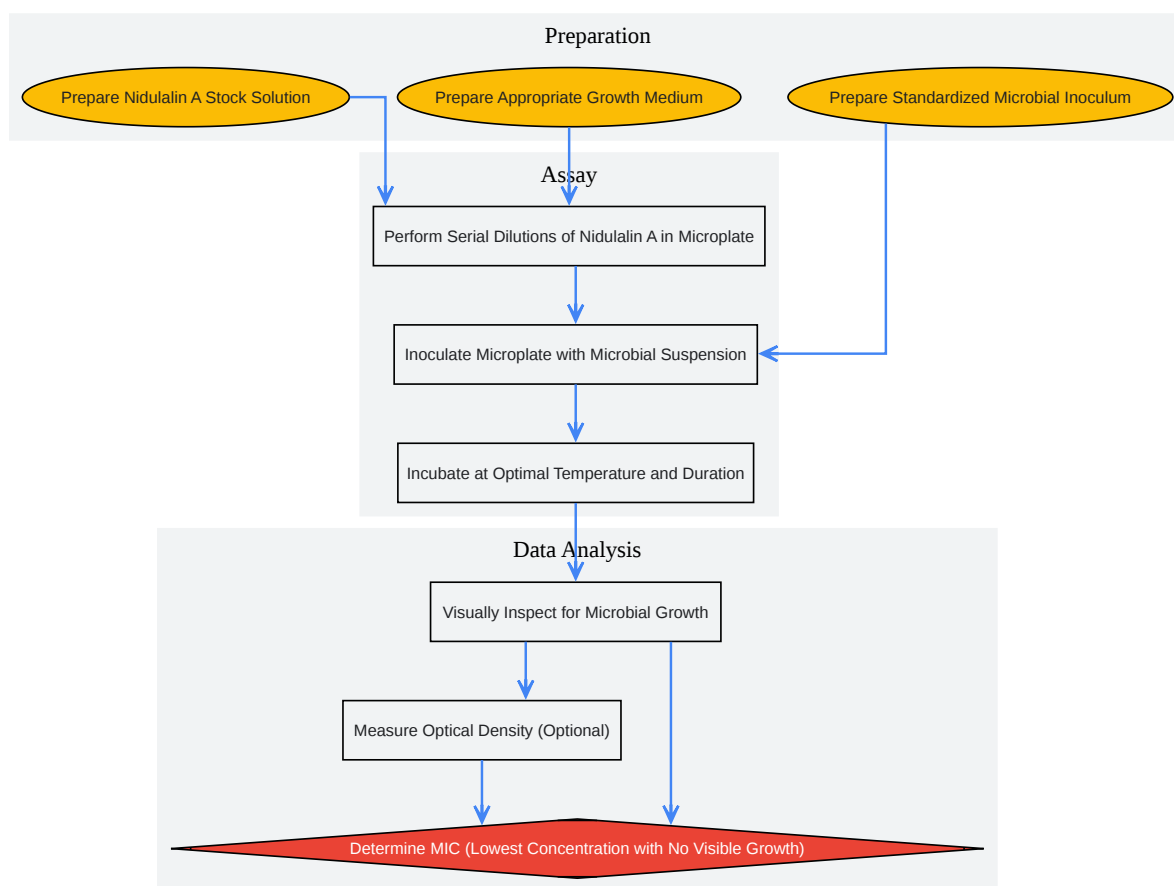 Preparation
Prepare Nidulalin A Stock Solution
Prepare Appropriate Growth Medium
Prepare Standardized Microbial Inoculum
Assay
Perform Serial Dilutions of Nidulalin A in Microplate
Inoculate Microplate with Microbial Suspension
Incubate at Optimal Temperature and Duration
Data Analysis
Visually Inspect for Microbial Growth
Measure Optical Density (Optional)
Determine MIC (Lowest Concentration with No Visible Growth)